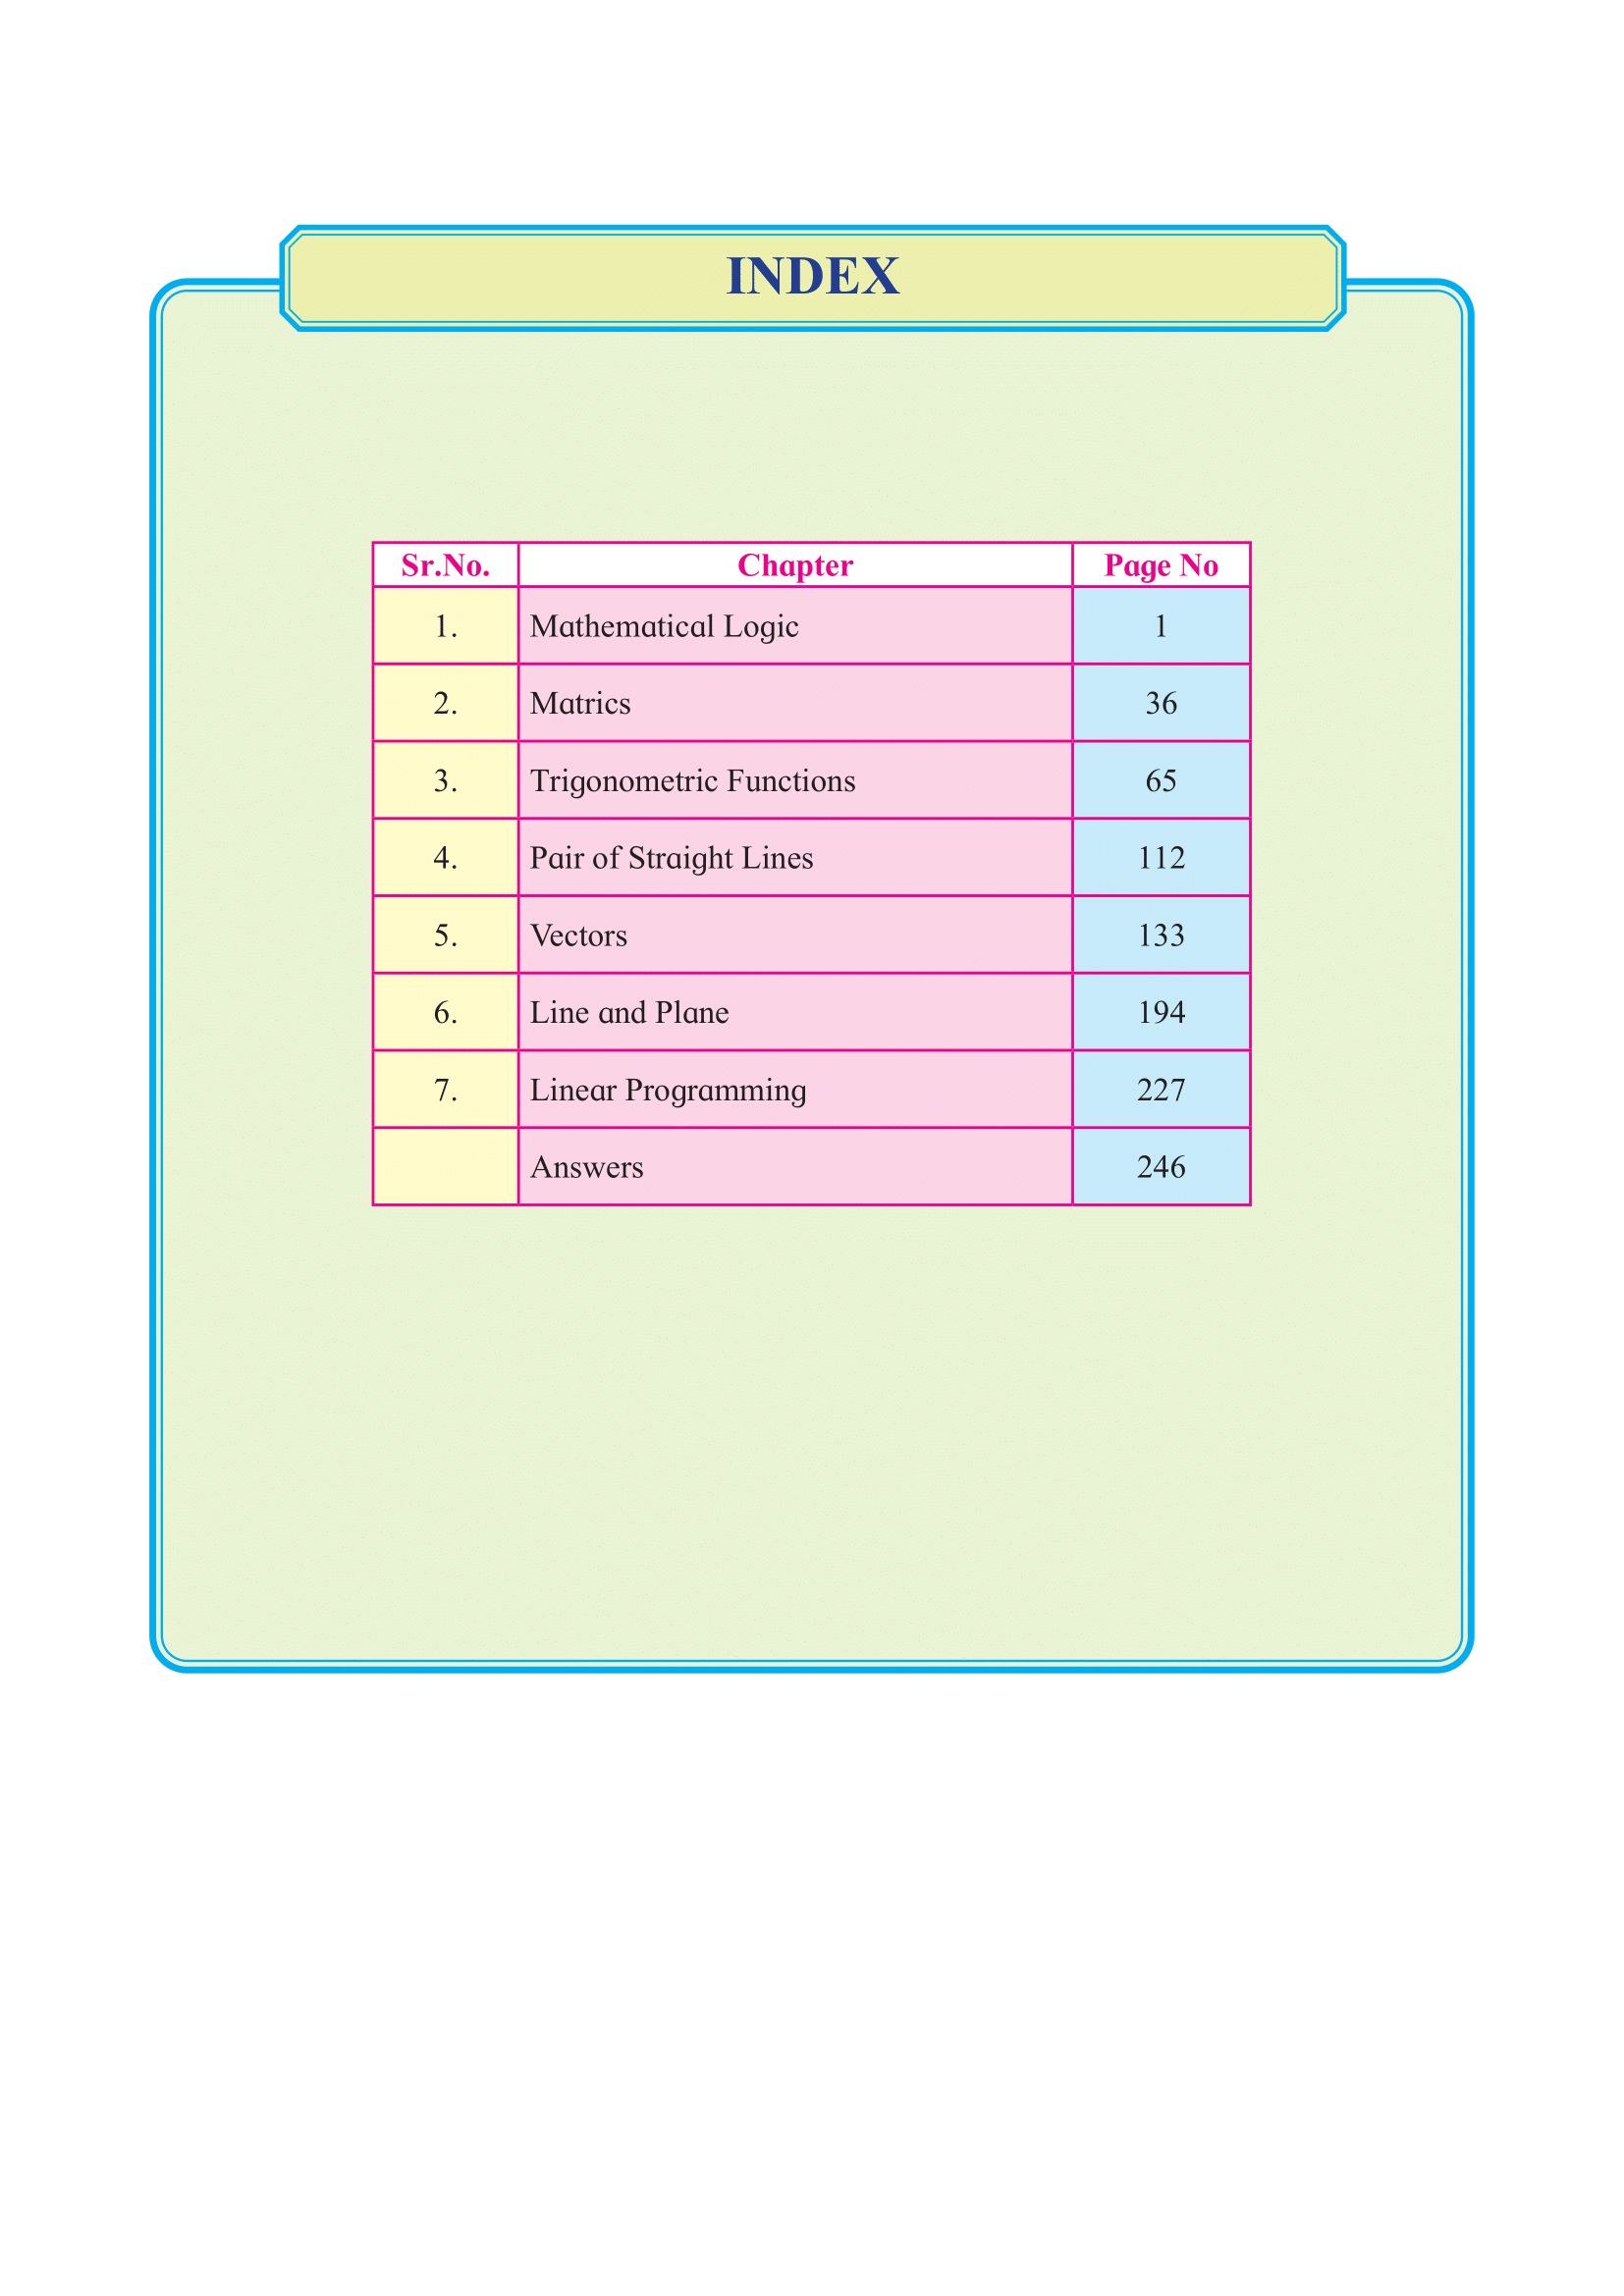 INDEX
Sr.No. Chapter Page No
1. Mathematical Logic 1
2. Matrics 36
3. Trigonometric Functions 65
4. Pair of Straight Lines 112
5. Vectors 133
6. Line and Plane 194
7. Linear Programming 227
Answers 246